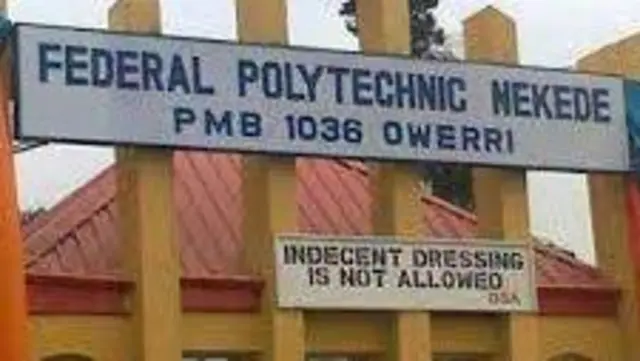 FEDERAL POLYTECHNIC NEKEDE
PMB 1036 OWERRI
INDECENT DRESSING
IS NOT ALLOWED
DSA